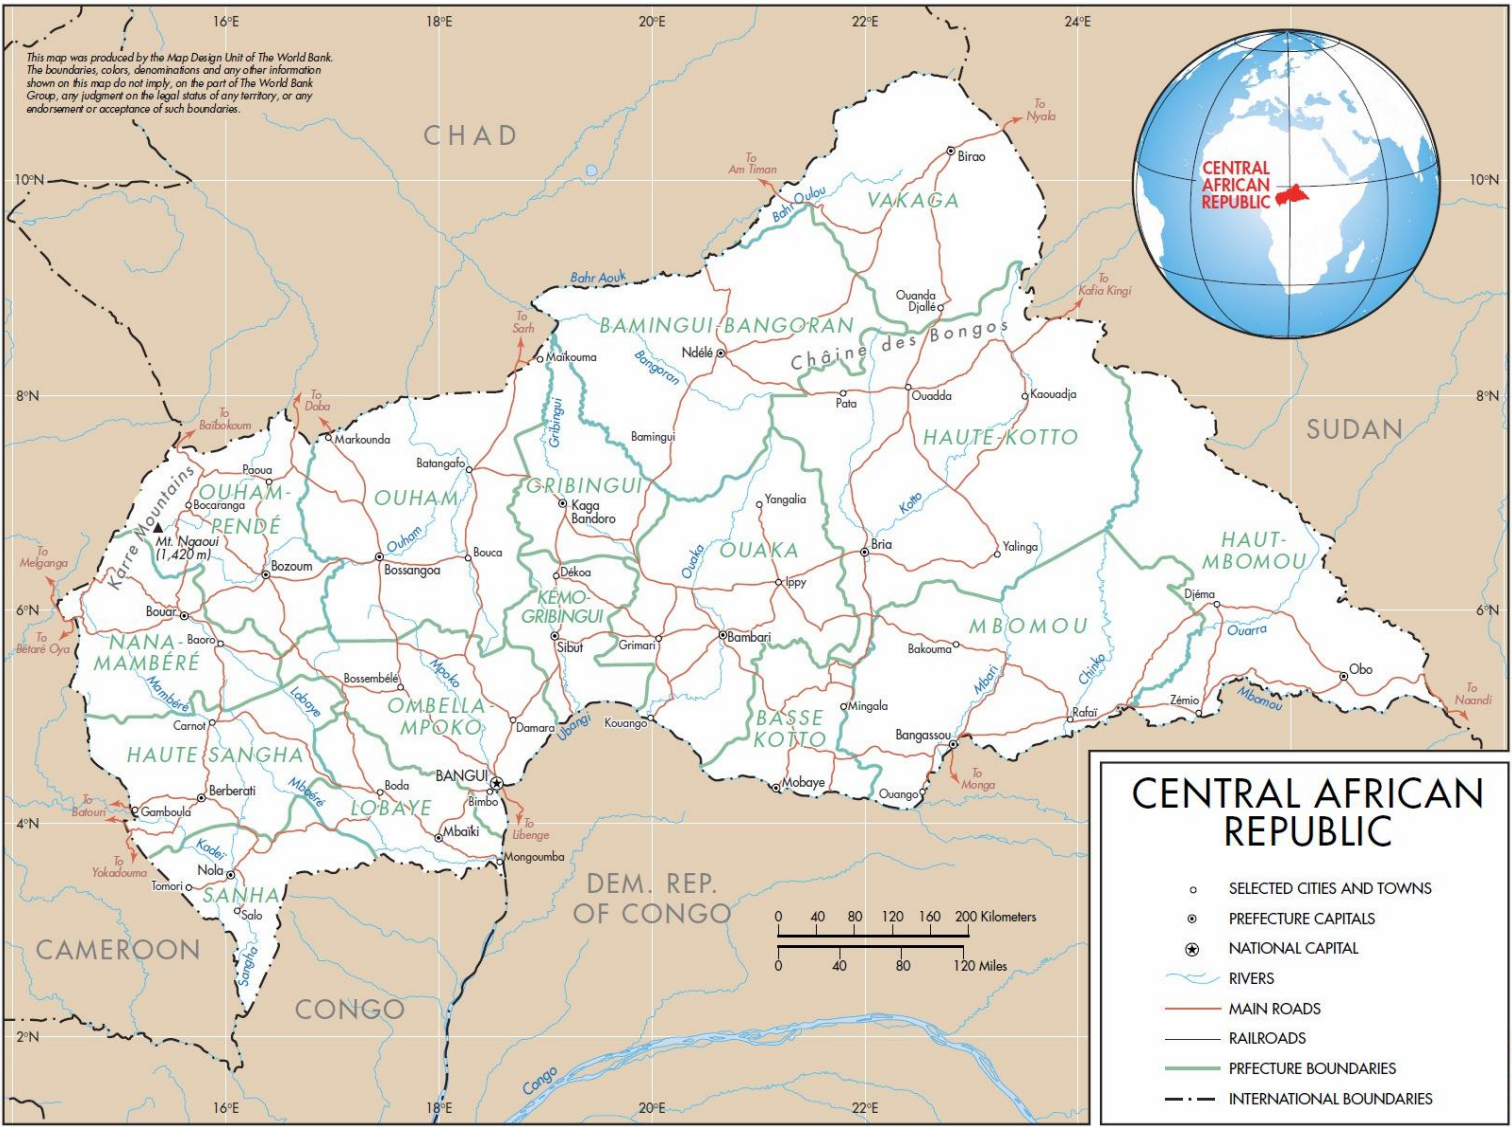 16°E
18°E
20°E
22°E
24°E
This map was produced by the Map Design Unit of The World Bank.
The boundaries, colors, denominations and any other information
shown on this map do not imply, on the part of The World Bank
Group, any judgment on the legal status of any territory, or any
endorsement or acceptance of such boundaries.
CHAD
To
Nyala
To
Am Timan
Birao
10°N
10°N
Bahr Oulou
VAKAGA
CENTRAL
AFRICAN
REPUBLIC
Bahr Aouk
To
Kafia Kingi
Ouanda
Djallé
To
Sarh
BAMINGUI-BANGORAN
Châine des Bongos
Maïkouma
Ndélé
Bangoran
8°N
8°N
To
Doba
To
Baïbokoum
Gribingui
Pata
Ouadda
Kaouadja
SUDAN
Markounda
Bamingui
HAUTE-KOTTO
Karre Mountains
Paoua
Batangafo
OUHAM-
PENDÉ
Bocaranga
OUHAM
GRIBINGUI
Kaga
Bandoro
Yangalia
Kotto
Mt. Ngaoui
(1,420 m)
Ouham
Bouca
Ouaka
OUAKA
Bria
Yalinga
HAUT-
MBOMOU
To
Meiganga
Bozoum
Bossangoa
Dékoa
Ippy
KÉMO-
GRIBINGUI
Djéma
6°N
6°N
Bouar
Baoro
Sibut
Grimari
Bambari
MBOMOU
Ouarra
To
Bétaré Oya
NANA-
MAMBÉRÉ
Bakouma
Obo
Mambéré
Lobaye
Bossembélé
Mpoko
Mbari
Chinko
Zémio
Mbomou
To
Naandi
OMBELLA-
MPOKO
Damara
Ubangi
Kouango
Mingala
BASSE
KOTTO
Rafaï
Carnot
Bangassou
HAUTE SANGHA
BANGUI
Bimbo
Mobaye
Ouango
To
Monga
Berberati
Mbaéré
Boda
LOBAYE
To
Batouri
Gamboula
4°N
Mbaïki
To
Libenge
Kadeï
Mongoumba
To
Yokadouma
Nola
Tomori
SANHA
Salo
DEM. REP.
OF CONGO
CAMEROON
Sangha
CONGO
2°N
Congo
0 40 80 120 160 200 Kilometers
0 40 80 120 Miles
16°E
18°E
20°E
22°E
CENTRAL AFRICAN
REPUBLIC
SELECTED CITIES AND TOWNS
PREFECTURE CAPITALS
NATIONAL CAPITAL
RIVERS
MAIN ROADS
RAILROADS
PRFECTURE BOUNDARIES
INTERNATIONAL BOUNDARIES